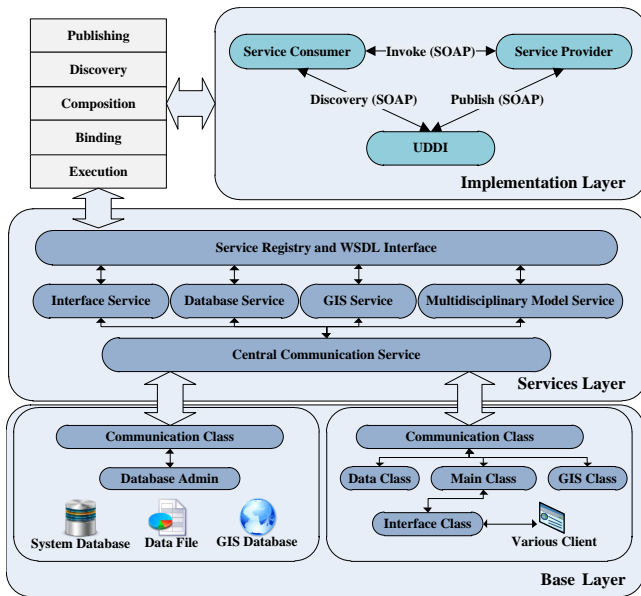 Publishing
Discovery
Composition
Binding
Execution
Service Consumer
Invoke (SOAP)
Service Provider
Discovery (SOAP)
Publish (SOAP)
UDDI
Implementation Layer
Service Registry and WSDL Interface
Interface Service
Database Service
GIS Service
Multidisciplinary Model Service
Central Communication Service
Services Layer
Communication Class
Database Admin
System Database
Data File
GIS Database
Communication Class
Data Class
Main Class
GIS Class
Interface Class
Various Client
Base Layer